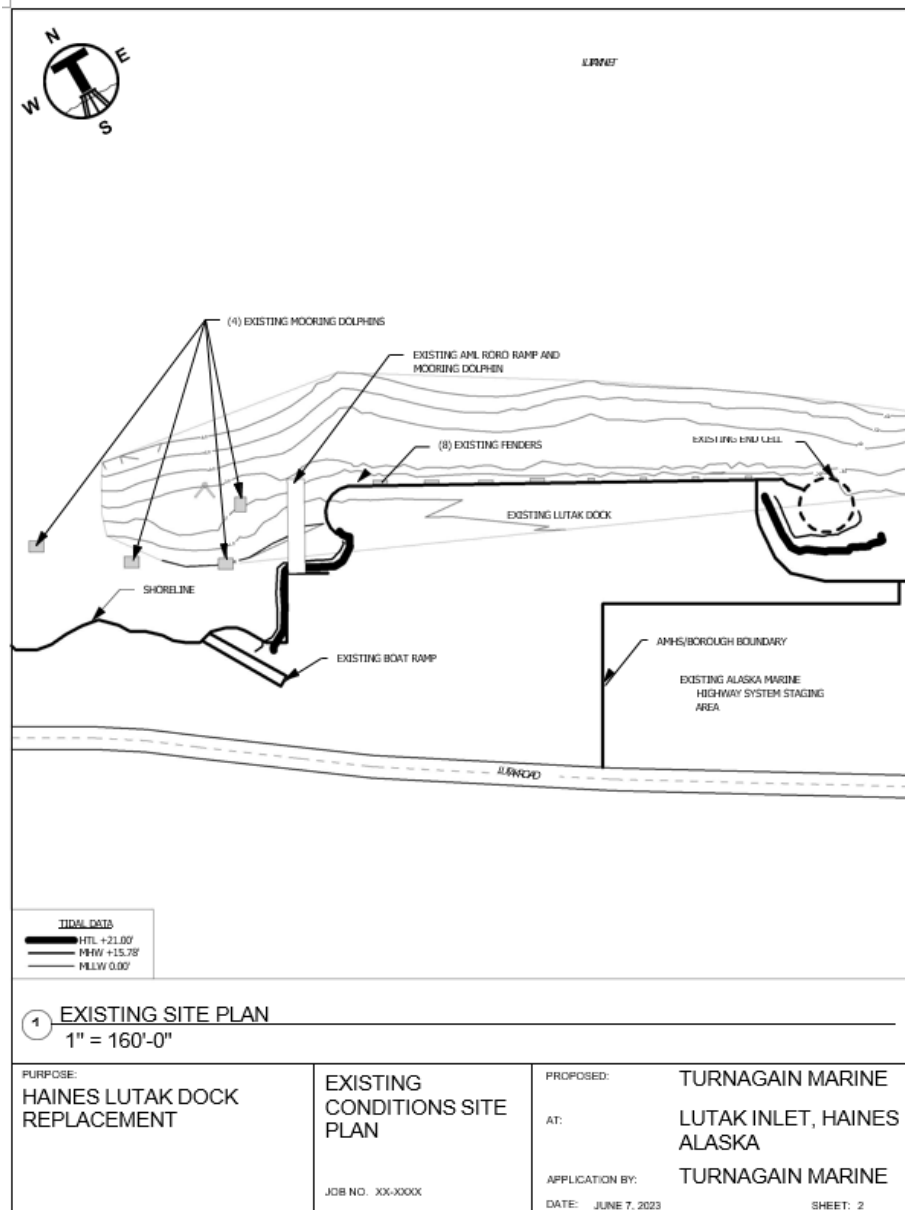 N
E
W
S
(4) EXISTING MOORING DOLPHINS
EXISTING AML RORO RAMP AND
MOORING DOLPHIN
(8) EXISTING FENDERS
EXISTING END CELL
EXISTING LUTAK DOCK
SHORELINE
EXISTING BOAT RAMP
AMHS/BOROUGH BOUNDARY
EXISTING ALASKA MARINE
HIGHWAY SYSTEM STAGING
AREA
TIDAL DATA
HTL +21.00'
MHW +15.78'
MLLW 0.00'
1
EXISTING SITE PLAN
1" = 160'-0"
PURPOSE:
HAINES LUTAK DOCK
REPLACEMENT
EXISTING
CONDITIONS SITE
PLAN
JOB NO. XX-XXXX
PROPOSED: TURNAGAIN MARINE
AT: LUTAK INLET, HAINES
ALASKA
APPLICATION BY: TURNAGAIN MARINE
DATE: JUNE 7, 2023 SHEET: 2